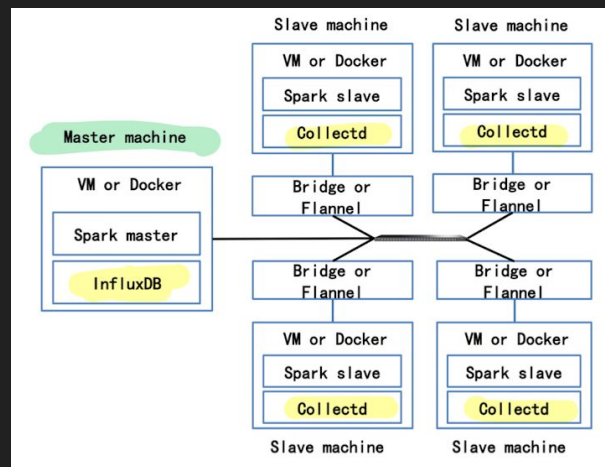 Slave machine
VM or Docker
Spark slave
Collectd
Bridge or
Flannel
Slave machine
VM or Docker
Spark slave
Collectd
Bridge or
Flannel
Master machine
VM or Docker
Spark master
InfluxDB
Bridge or
Flannel
VM or Docker
Spark slave
Collectd
Slave machine
Bridge or
Flannel
VM or Docker
Spark slave
Collectd
Slave machine